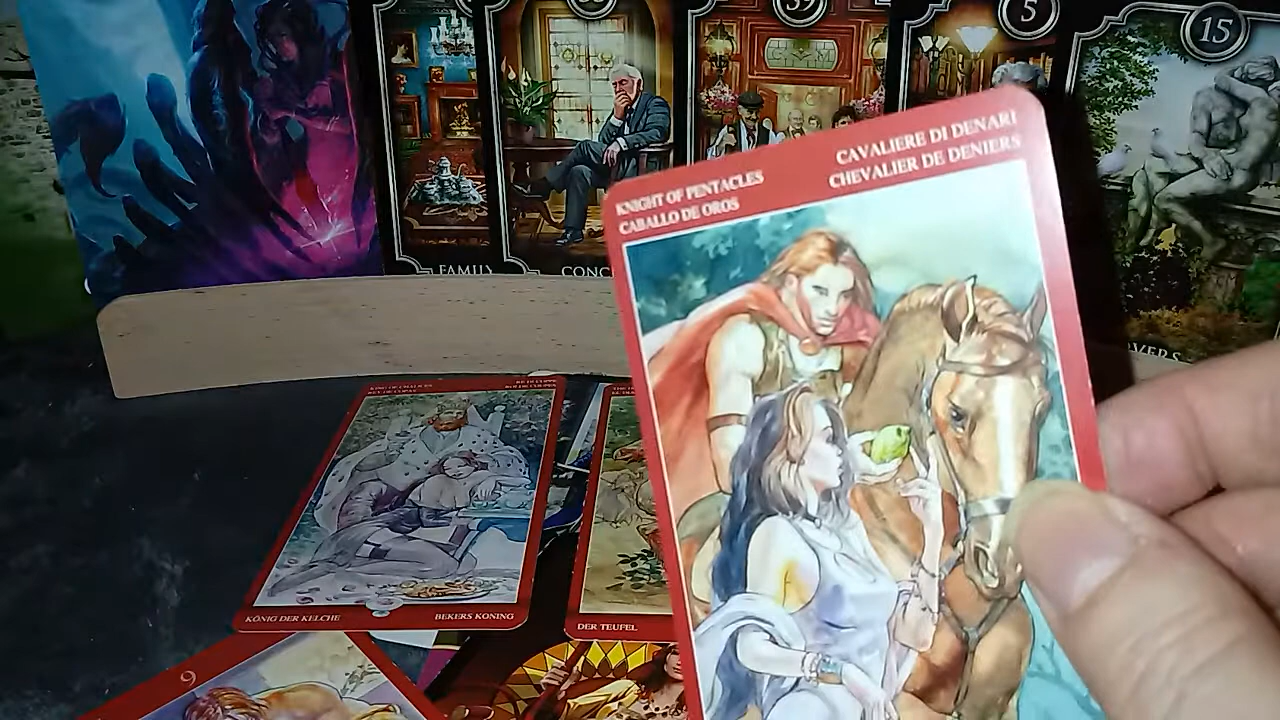 39
5
15
FAMILY
CONC
OVERS
KNIGHT OF PENTACLES
CABALLO DE OROS
CAVALIERE DI DENARI
CHEVALIER DE DENIERS
KÖNIG DER KELCHE
BEKERS KONING
DER TEUFEL
9